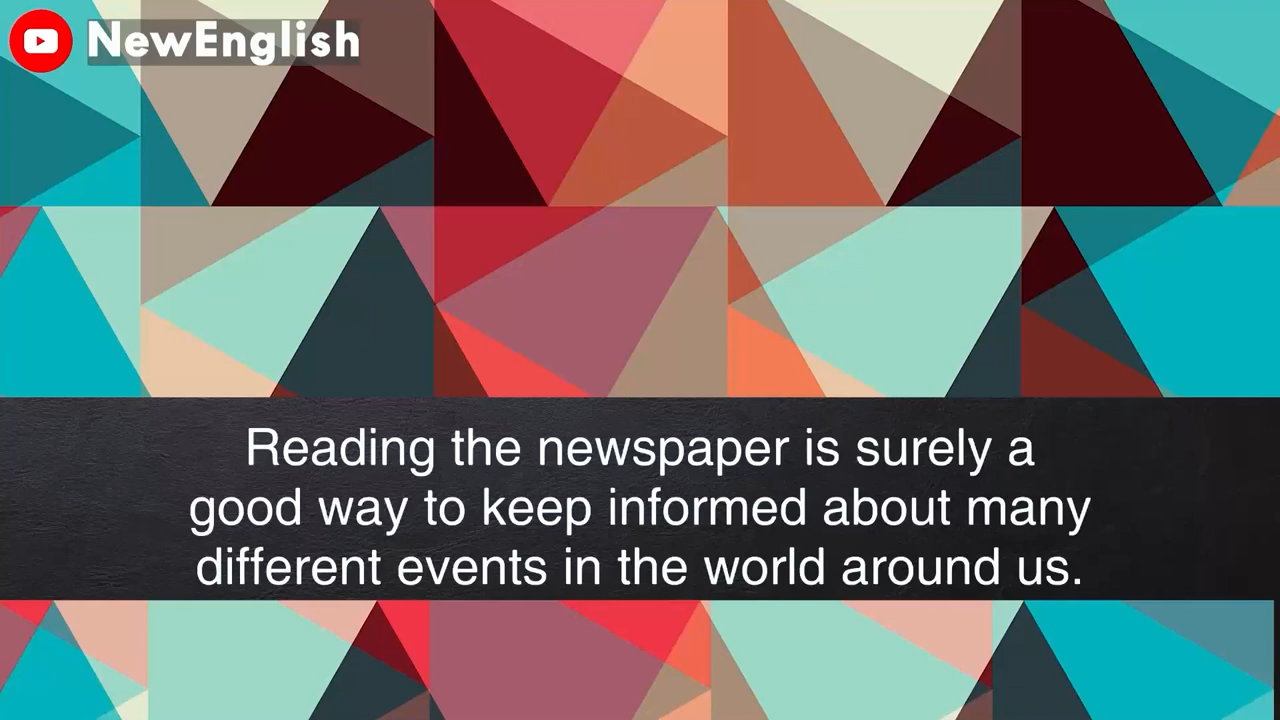 NewEnglish
Reading the newspaper is surely a
good way to keep informed about many
different events in the world around us.